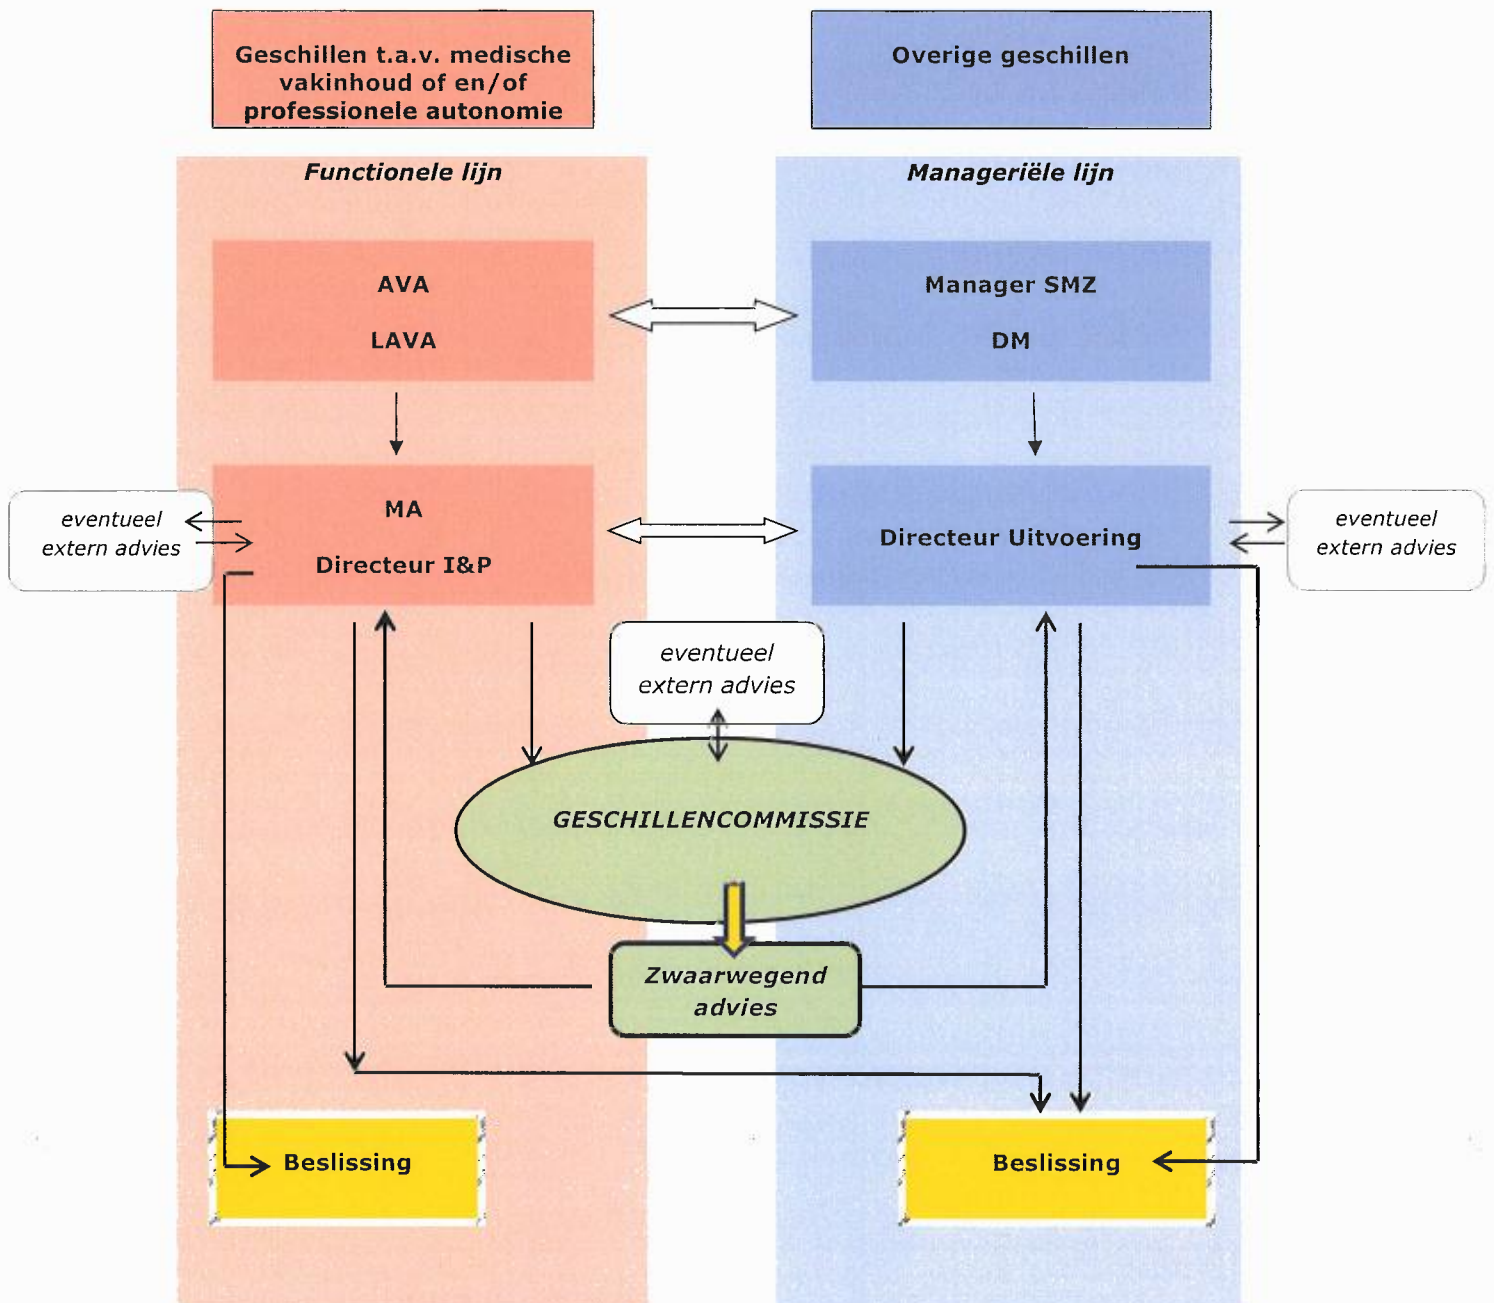 Geschillen t.a.v. medische
vakinhoud of en/of
professionele autonomie
Overige geschillen
Functionele lijn
Manageriële lijn
AVA
LAVA
Manager SMZ
DM
MA
Directeur I&P
Directeur Uitvoering
eventueel
extern advies
eventueel
extern advies
eventueel
extern advies
GESCHILLENCOMMISSIE
Zwaarwegend
advies
Beslissing
Beslissing